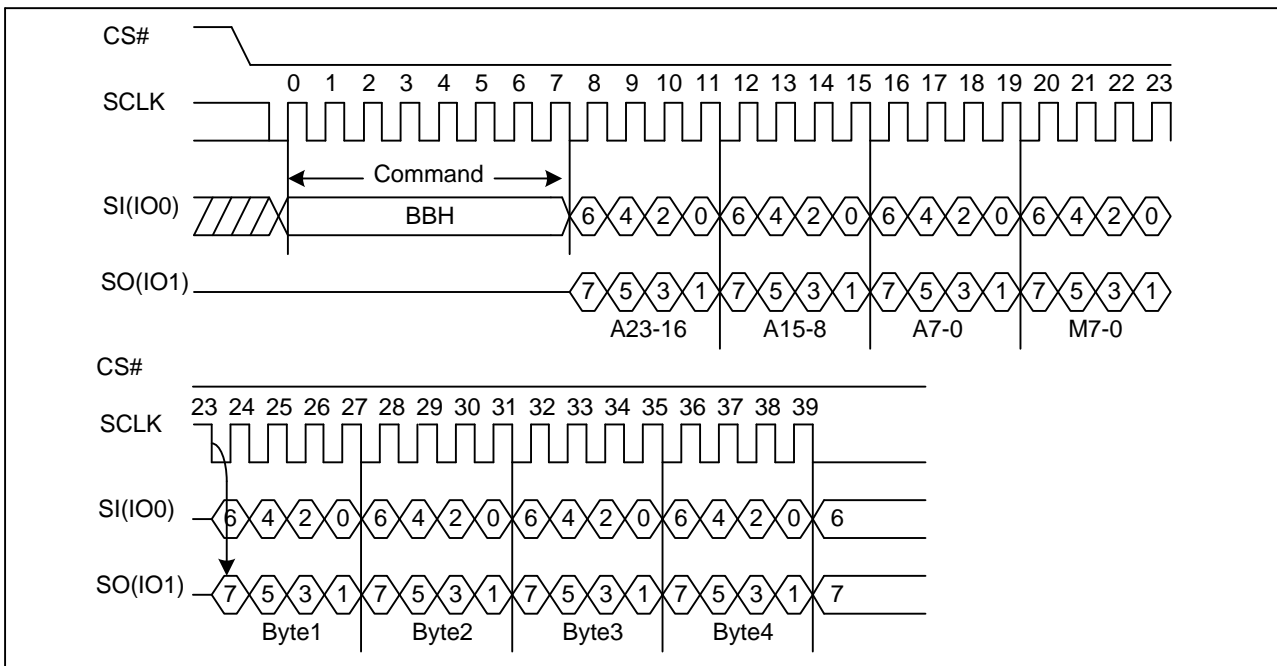 CS#
0 1 2 3 4 5 6 7 8 9 10 11 12 13 14 15 16 17 18 19 20 21 22 23
SCLK
Command
SI(IO0) BBH 6 4 2 0 6 4 2 0 6 4 2 0 6 4 2 0
SO(IO1) 7 5 3 1 7 5 3 1 7 5 3 1 7 5 3 1
A23-16 A15-8 A7-0 M7-0
CS#
23 24 25 26 27 28 29 30 31 32 33 34 35 36 37 38 39
SCLK
SI(IO0) 6 4 2 0 6 4 2 0 6 4 2 0 6 4 2 0 6
SO(IO1) 7 5 3 1 7 5 3 1 7 5 3 1 7 5 3 1 7
Byte1 Byte2 Byte3 Byte4